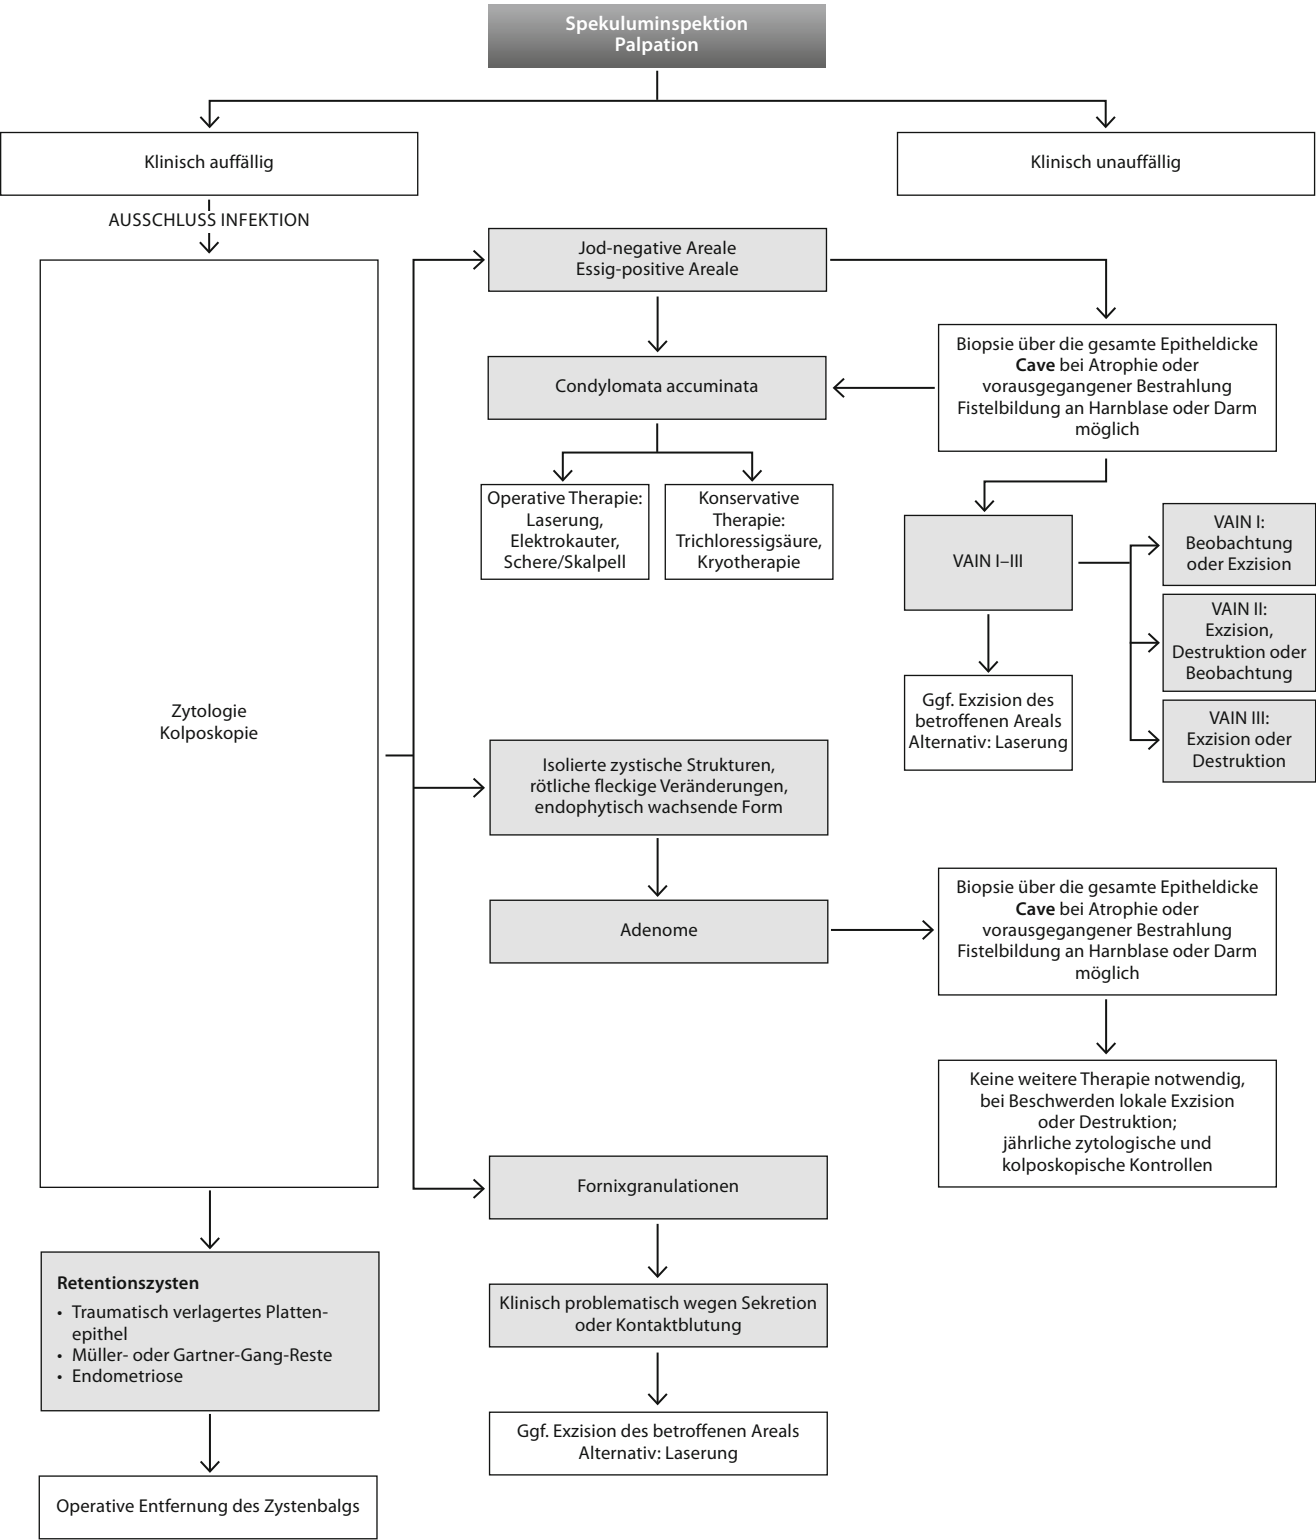 Spekuluminspektion
Palpation
Klinisch auffällig
Klinisch unauffällig
AUSSCHLUSS INFEKTION
Zytologie
Kolposkopie
Jod-negative Areale
Essig-positive Areale
Biopsie über die gesamte Epitheldicke
Cave bei Atrophie oder
vorausgegangener Bestrahlung
Fistelbildung an Harnblase oder Darm
möglich
Condylomata accuminata
Operative Therapie:
Laserung,
Elektrokauter,
Schere/Skalpell
Konservative
Therapie:
Trichloressigsäure,
Kryotherapie
VAIN I–III
VAIN I:
Beobachtung
oder Exzision
VAIN II:
Exzision,
Destruktion oder
Beobachtung
VAIN III:
Exzision oder
Destruktion
Ggf. Exzision des
betroffenen Areals
Alternativ: Laserung
Isolierte zystische Strukturen,
rötliche fleckige Veränderungen,
endophytisch wachsende Form
Adenome
Biopsie über die gesamte Epitheldicke
Cave bei Atrophie oder
vorausgegangener Bestrahlung
Fistelbildung an Harnblase oder Darm
möglich
Keine weitere Therapie notwendig,
bei Beschwerden lokale Exzision
oder Destruktion;
jährliche zytologische und
kolposkopische Kontrollen
Fornixgranulationen
Klinisch problematisch wegen Sekretion
oder Kontaktblutung
Ggf. Exzision des betroffenen Areals
Alternativ: Laserung
Retentionszysten
• Traumatisch verlagertes Platten-
epithel
• Müller- oder Gartner-Gang-Reste
• Endometriose
Operative Entfernung des Zystenbalgs